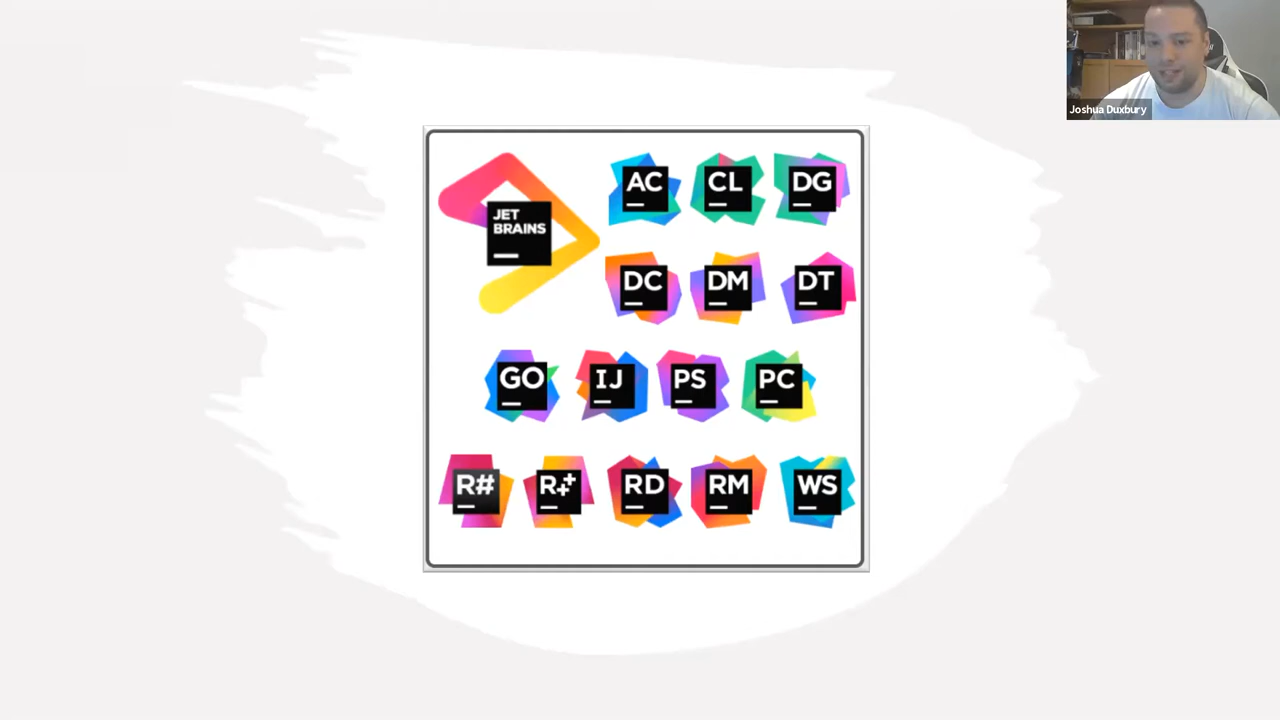 Joshua Duxbury
JET
BRAINS
AC
CL
DG
DC
DM
DT
GO
IJ
PS
PC
R#
R++
RD
RM
WS